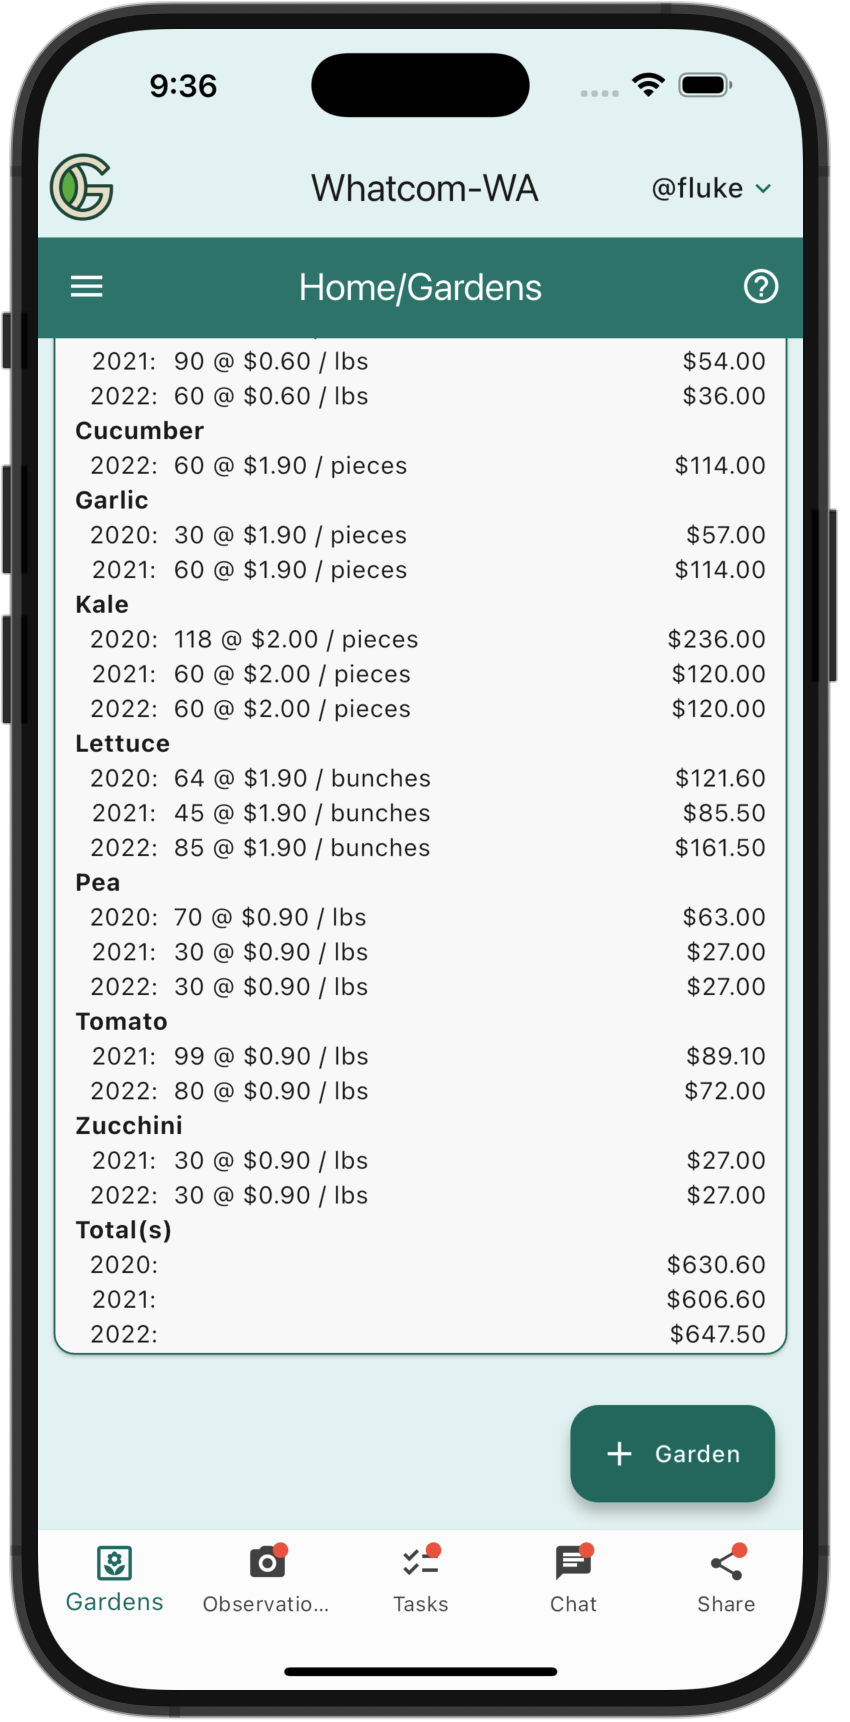 9:36
Whatcom-WA
@fluke
Home/Gardens
2021: 90 @ $0.60 / lbs $54.00
2022: 60 @ $0.60 / lbs $36.00
Cucumber
2022: 60 @ $1.90 / pieces $114.00
Garlic
2020: 30 @ $1.90 / pieces $57.00
2021: 60 @ $1.90 / pieces $114.00
Kale
2020: 118 @ $2.00 / pieces $236.00
2021: 60 @ $2.00 / pieces $120.00
2022: 60 @ $2.00 / pieces $120.00
Lettuce
2020: 64 @ $1.90 / bunches $121.60
2021: 45 @ $1.90 / bunches $85.50
2022: 85 @ $1.90 / bunches $161.50
Pea
2020: 70 @ $0.90 / lbs $63.00
2021: 30 @ $0.90 / lbs $27.00
2022: 30 @ $0.90 / lbs $27.00
Tomato
2021: 99 @ $0.90 / lbs $89.10
2022: 80 @ $0.90 / lbs $72.00
Zucchini
2021: 30 @ $0.90 / lbs $27.00
2022: 30 @ $0.90 / lbs $27.00
Total(s)
2020: $630.60
2021: $606.60
2022: $647.50
+ Garden
Gardens
Observatio...
Tasks
Chat
Share